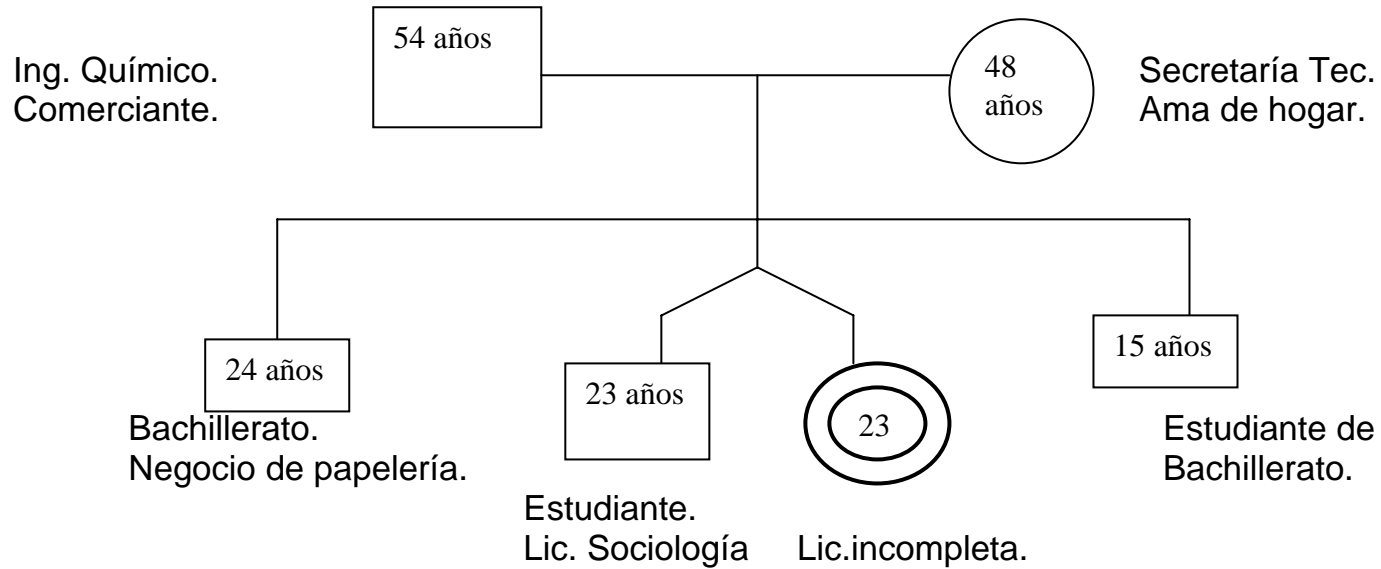 54 años
Ing. Químico.
Comerciante.
48
años
Secretaría Tec.
Ama de hogar.
24 años
Bachillerato.
Negocio de papelería.
23 años
Estudiante.
Lic. Sociología
23
Lic.incompleta.
15 años
Estudiante de
Bachillerato.